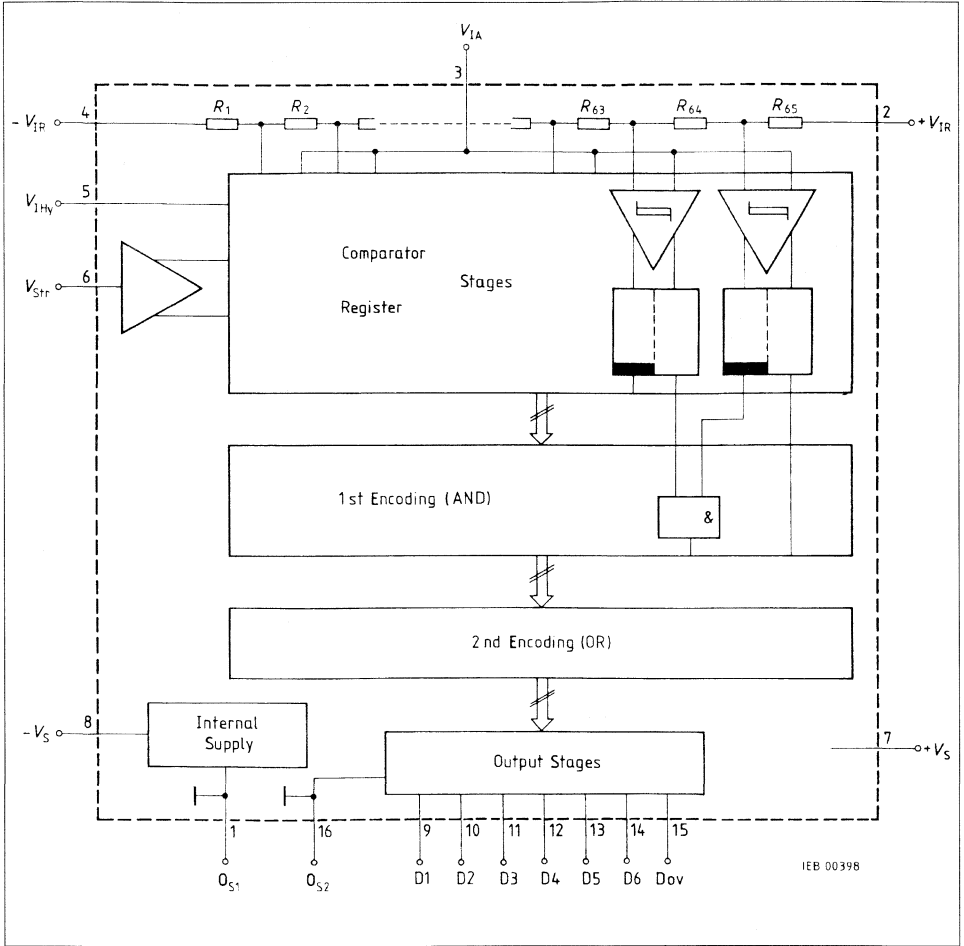 V_IA
3
4 R_1 R_2 R_63 R_64 R_65 2
-V_IR +V_IR
5
V_IHy
6
V_Str
Comparator
Stages
Register
1st Encoding (AND)
&
2nd Encoding (OR)
8
-V_S
Internal
Supply
7
+V_S
Output Stages
1 16 9 10 11 12 13 14 15
O_S1 O_S2 D1 D2 D3 D4 D5 D6 Dov
IEB 00398